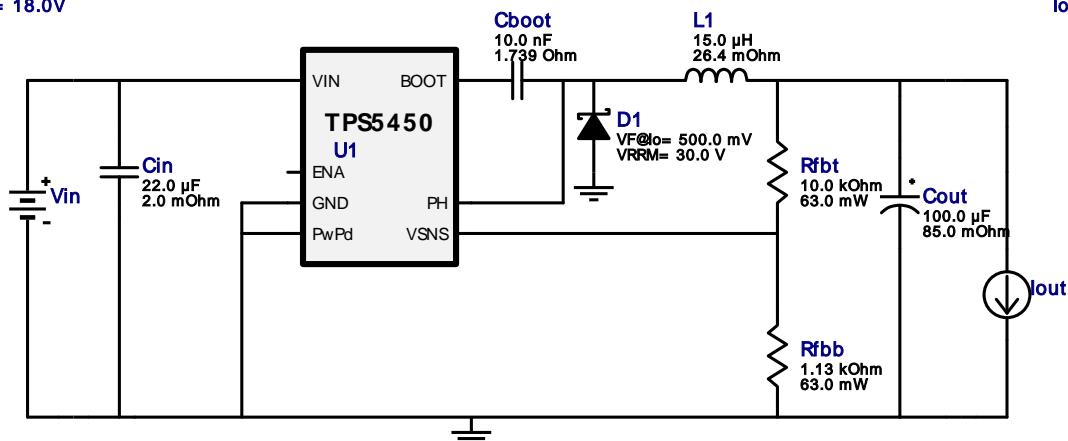 = 18.0V
Io
Cboot
10.0 nF
1.739 Ohm
L1
15.0 µH
26.4 mOhm
VIN
BOOT
TPS5450
U1
ENA
GND
PH
PwPd
VSNS
D1
VF@Io= 500.0 mV
VRRM= 30.0 V
Cin
22.0 µF
2.0 mOhm
+
Vin
-
Rfbt
10.0 kOhm
63.0 mW
Cout
100.0 µF
85.0 mOhm
Iout
Rfbb
1.13 kOhm
63.0 mW